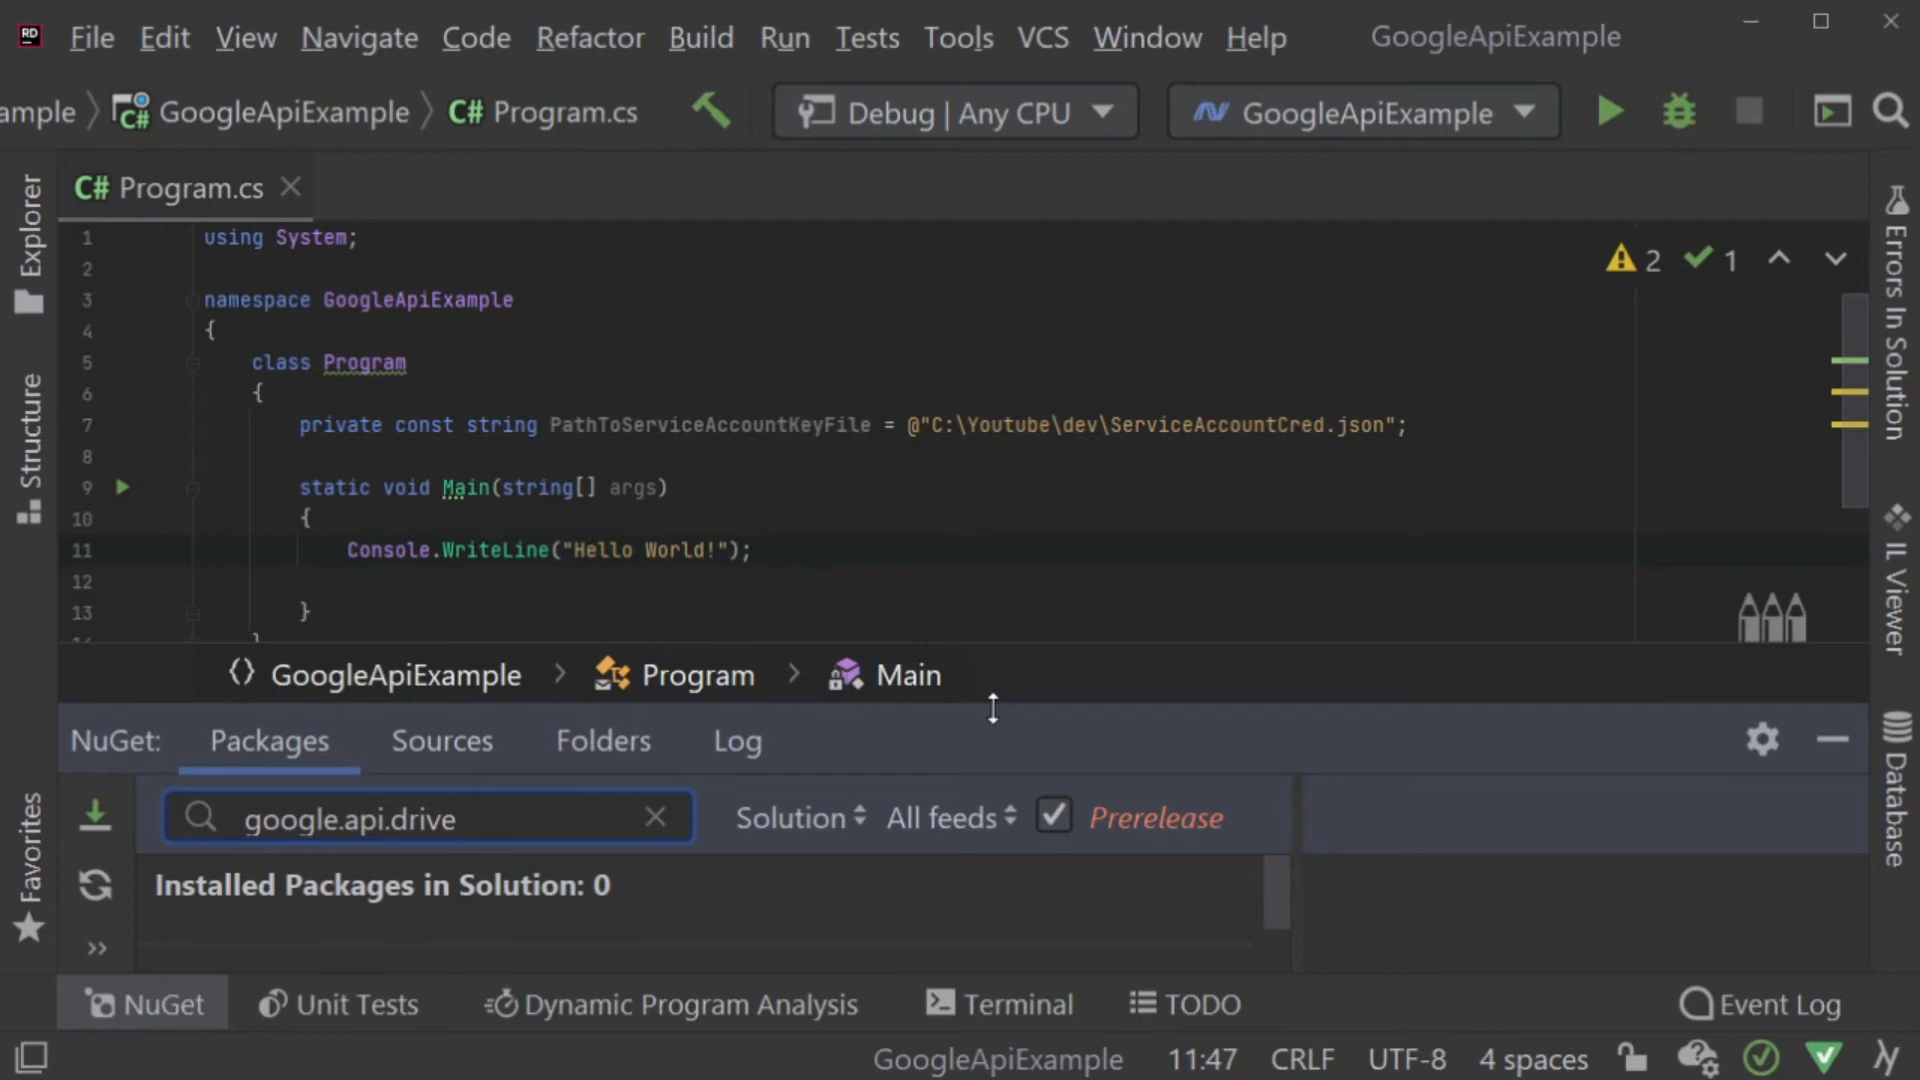 RD File Edit View Navigate Code Refactor Build Run Tests Tools VCS Window Help GoogleApiExample
ample GoogleApiExample C# Program.cs Debug | Any CPU GoogleApiExample
C# Program.cs
1 using System;
2
3 namespace GoogleApiExample
4 {
5 class Program
6 {
7 private const string PathToServiceAccountKeyFile = @"C:\Youtube\dev\ServiceAccountCred.json";
8
9 static void Main(string[] args)
10 {
11 Console.WriteLine("Hello World!");
12
13 }
2 1
Explorer
Structure
Favorites
Errors In Solution
IL Viewer
Database
GoogleApiExample Program Main
NuGet: Packages Sources Folders Log
google.api.drive Solution All feeds Prerelease
Installed Packages in Solution: 0
NuGet Unit Tests Dynamic Program Analysis Terminal TODO Event Log
GoogleApiExample 11:47 CRLF UTF-8 4 spaces